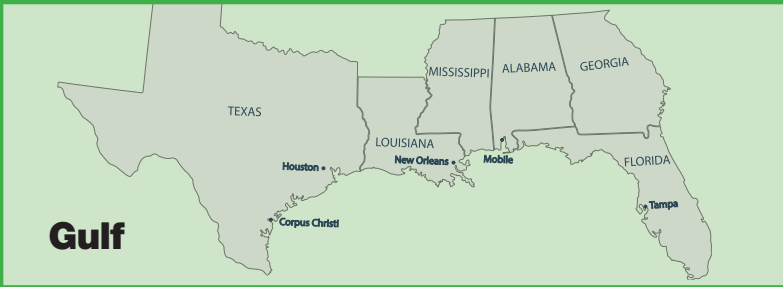 MISSISSIPPI
ALABAMA
GEORGIA
TEXAS
LOUISIANA
New Orleans
Mobile
FLORIDA
Houston
Tampa
Corpus Christi
Gulf